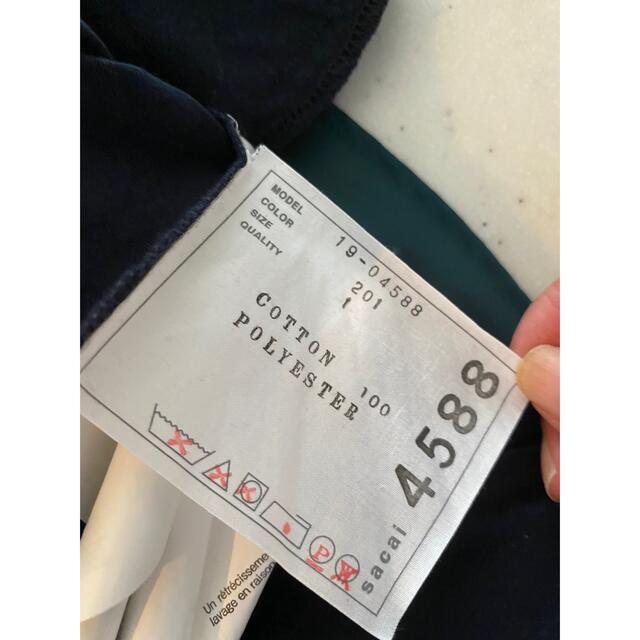 MODEL 19-04588
COLOR 201
SIZE 1
QUALITY
COTTON 100
POLYESTER
4588
sacai
P
Un rétrécisseme
lavage en raison